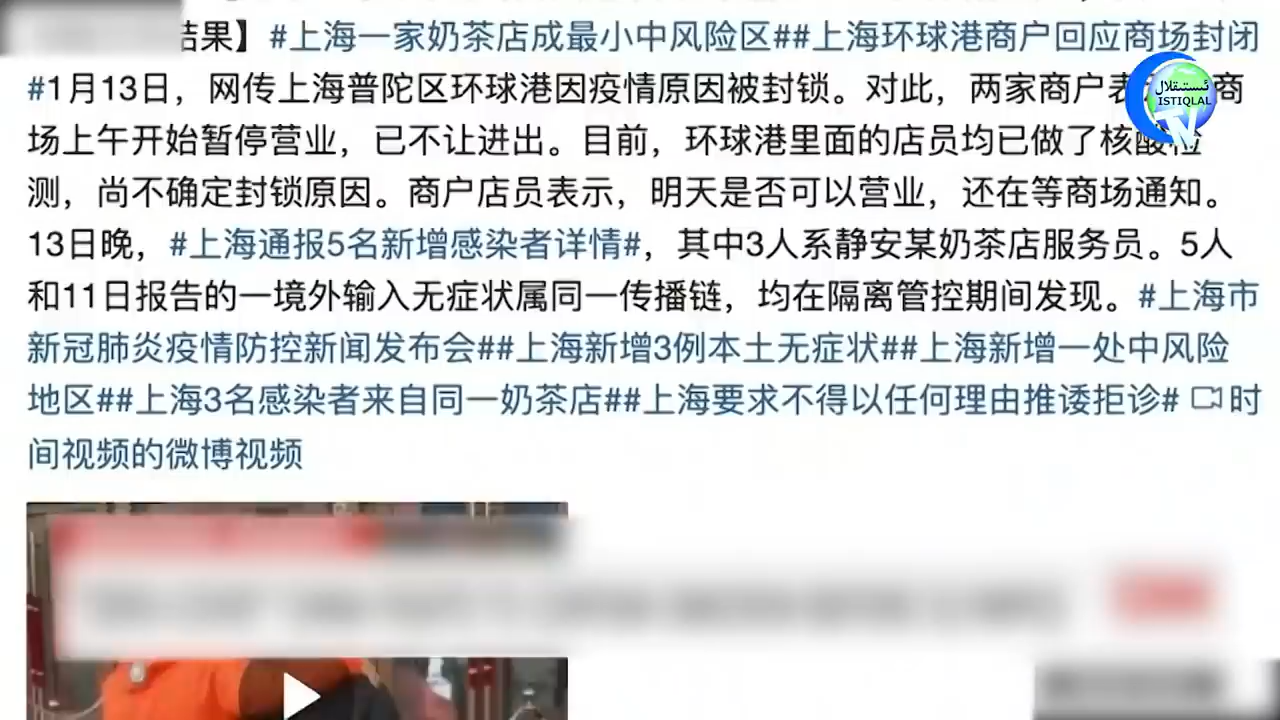 结果】#上海一家奶茶店成最小中风险区##上海环球港商户回应商场封闭
#1月13日，网传上海普陀区环球港因疫情原因被封锁。对此，两家商户表 商
场上午开始暂停营业，已不让进出。目前，环球港里面的店员均已做了核酸检
测，尚不确定封锁原因。商户店员表示，明天是否可以营业，还在等商场通知。
13日晚，#上海通报5名新增感染者详情#，其中3人系静安某奶茶店服务员。5人
和11日报告的一境外输入无症状属同一传播链，均在隔离管控期间发现。#上海市
新冠肺炎疫情防控新闻发布会##上海新增3例本土无症状##上海新增一处中风险
地区##上海3名感染者来自同一奶茶店##上海要求不得以任何理由推诿拒诊# 时
间视频的微博视频
ئىستىقلال
ISTIQLAL
TV